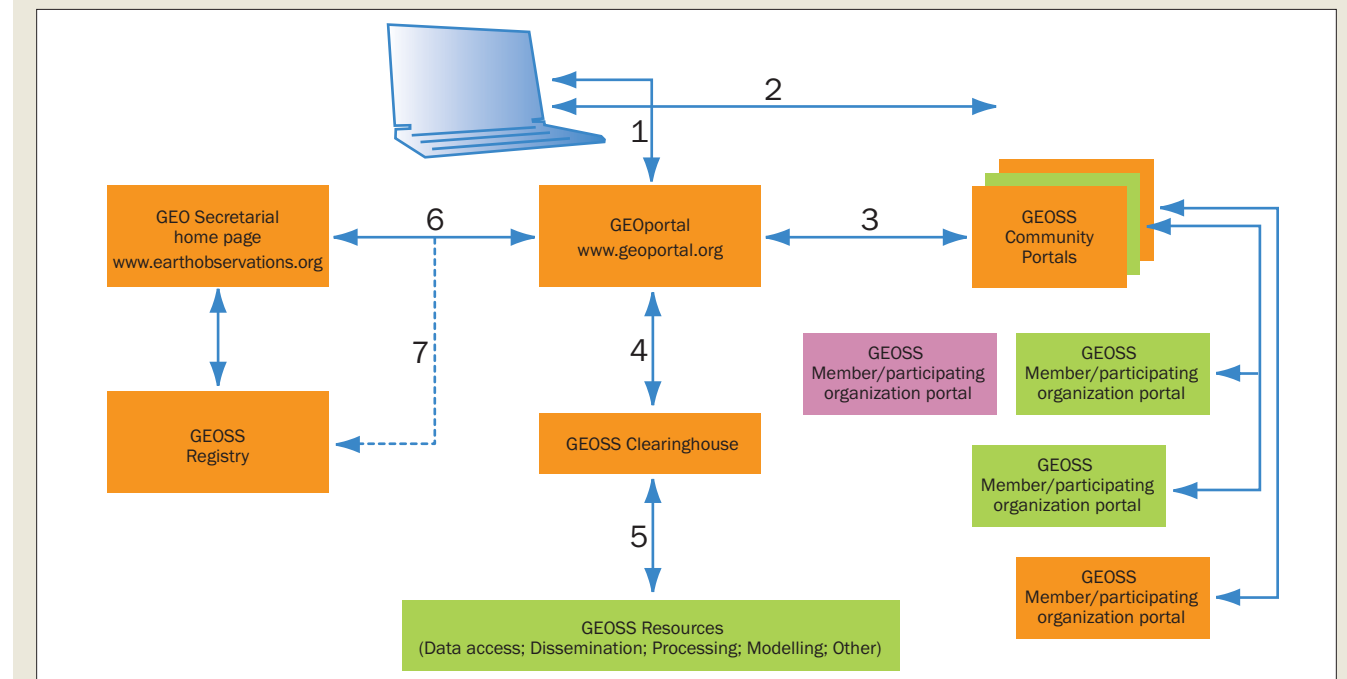 2
1
GEO Secretarial
home page
www.earthobservations.org
6
GEOportal
www.geoportal.org
3
GEOSS
Community
Portals
7
4
GEOSS
Member/participating
organization portal
GEOSS
Member/participating
organization portal
GEOSS
Registry
GEOSS Clearinghouse
GEOSS
Member/participating
organization portal
5
GEOSS
Member/participating
organization portal
GEOSS Resources
(Data access; Dissemination; Processing; Modelling; Other)